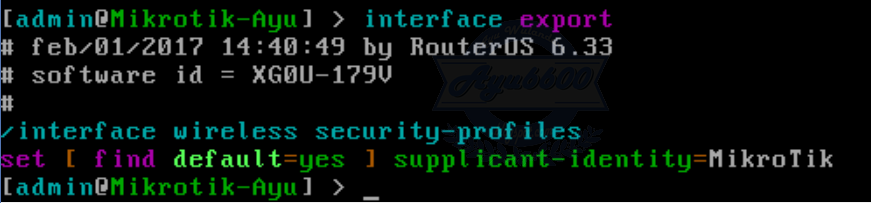 [admin@Mikrotik-Ayu] > interface export
# feb/01/2017 14:40:49 by RouterOS 6.33
# software id = XG0U-179V
#
/interface wireless security-profiles
set [ find default=yes ] supplicant-identity=MikroTik
[admin@Mikrotik-Ayu] > _
Ayu6600